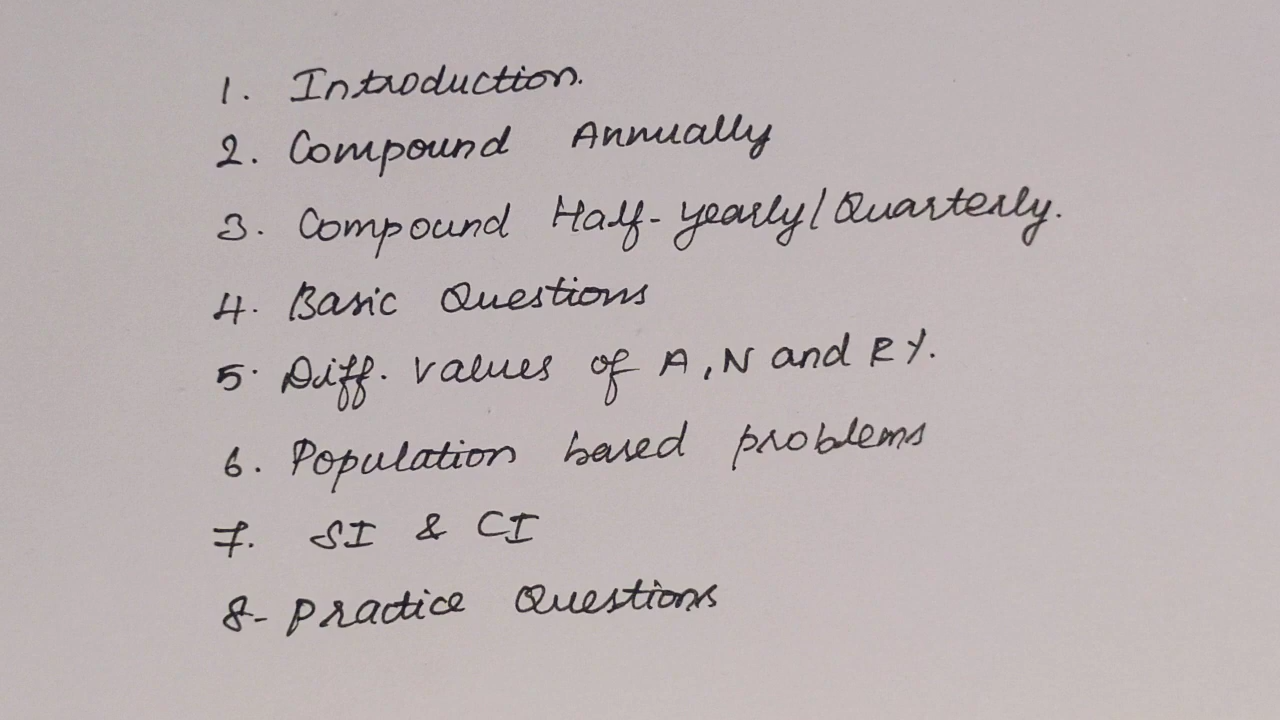 1. Introduction.
2. Compound Annually
3. Compound Half-yearly/Quarterly.
4. Basic Questions
5. Diff. values of A, N and R%.
6. Population based problems
7. SI & CI
8- Practice Questions